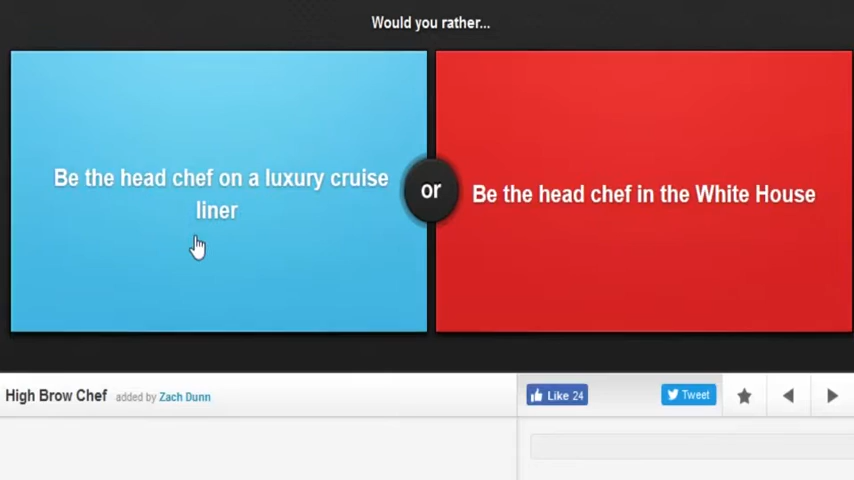 Would you rather...
Be the head chef on a luxury cruise
liner
or
Be the head chef in the White House
High Brow Chef added by Zach Dunn
Like 24
Tweet